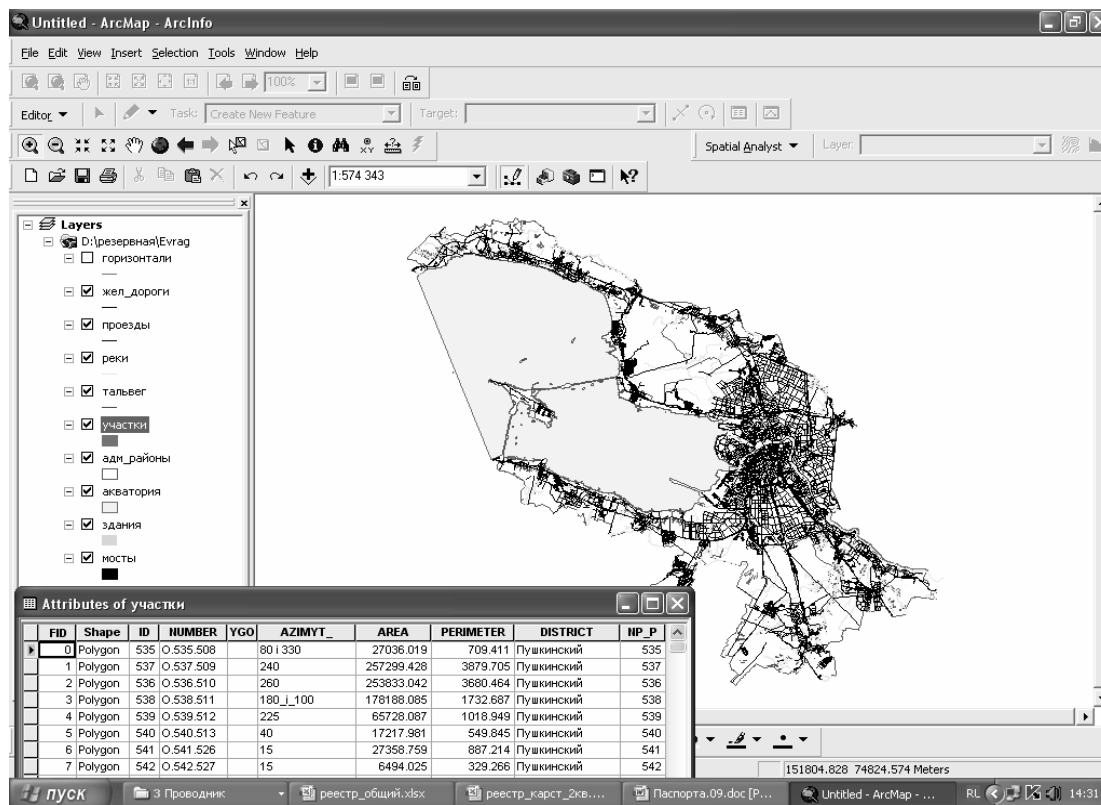 Untitled - ArcMap - ArcInfo
File Edit View Insert Selection Tools Window Help
100%
Editor Task: Create New Feature Target:
Spatial Analyst Layer:
1:574 343
Layers
D:\резервная\Evrag
горизонтали
жел_дороги
проезды
реки
тальвег
участки
адм_районы
акватория
здания
мосты
Attributes of участки
FID Shape ID NUMBER YGO AZIMYT_ AREA PERIMETER DISTRICT NP_P
0 Polygon 535 O.535.508 80 i 330 27036.019 709.411 Пушкинский 535
1 Polygon 537 O.537.509 240 257299.428 3879.705 Пушкинский 537
2 Polygon 536 O.536.510 260 253833.042 3680.464 Пушкинский 536
3 Polygon 538 O.538.511 180_i_100 178188.085 1732.687 Пушкинский 538
4 Polygon 539 O.539.512 225 65728.087 1018.949 Пушкинский 539
5 Polygon 540 O.540.513 40 17217.981 549.845 Пушкинский 540
6 Polygon 541 O.541.526 15 27358.759 887.214 Пушкинский 541
7 Polygon 542 O.542.527 15 6494.025 329.266 Пушкинский 542
151804.828 74824.574 Meters
пуск 3 Проводник реестр_общий.xlsx реестр_карст_2кв.... Паспорта.09.doc [Р... Untitled - ArcMap - ... RL 14:31